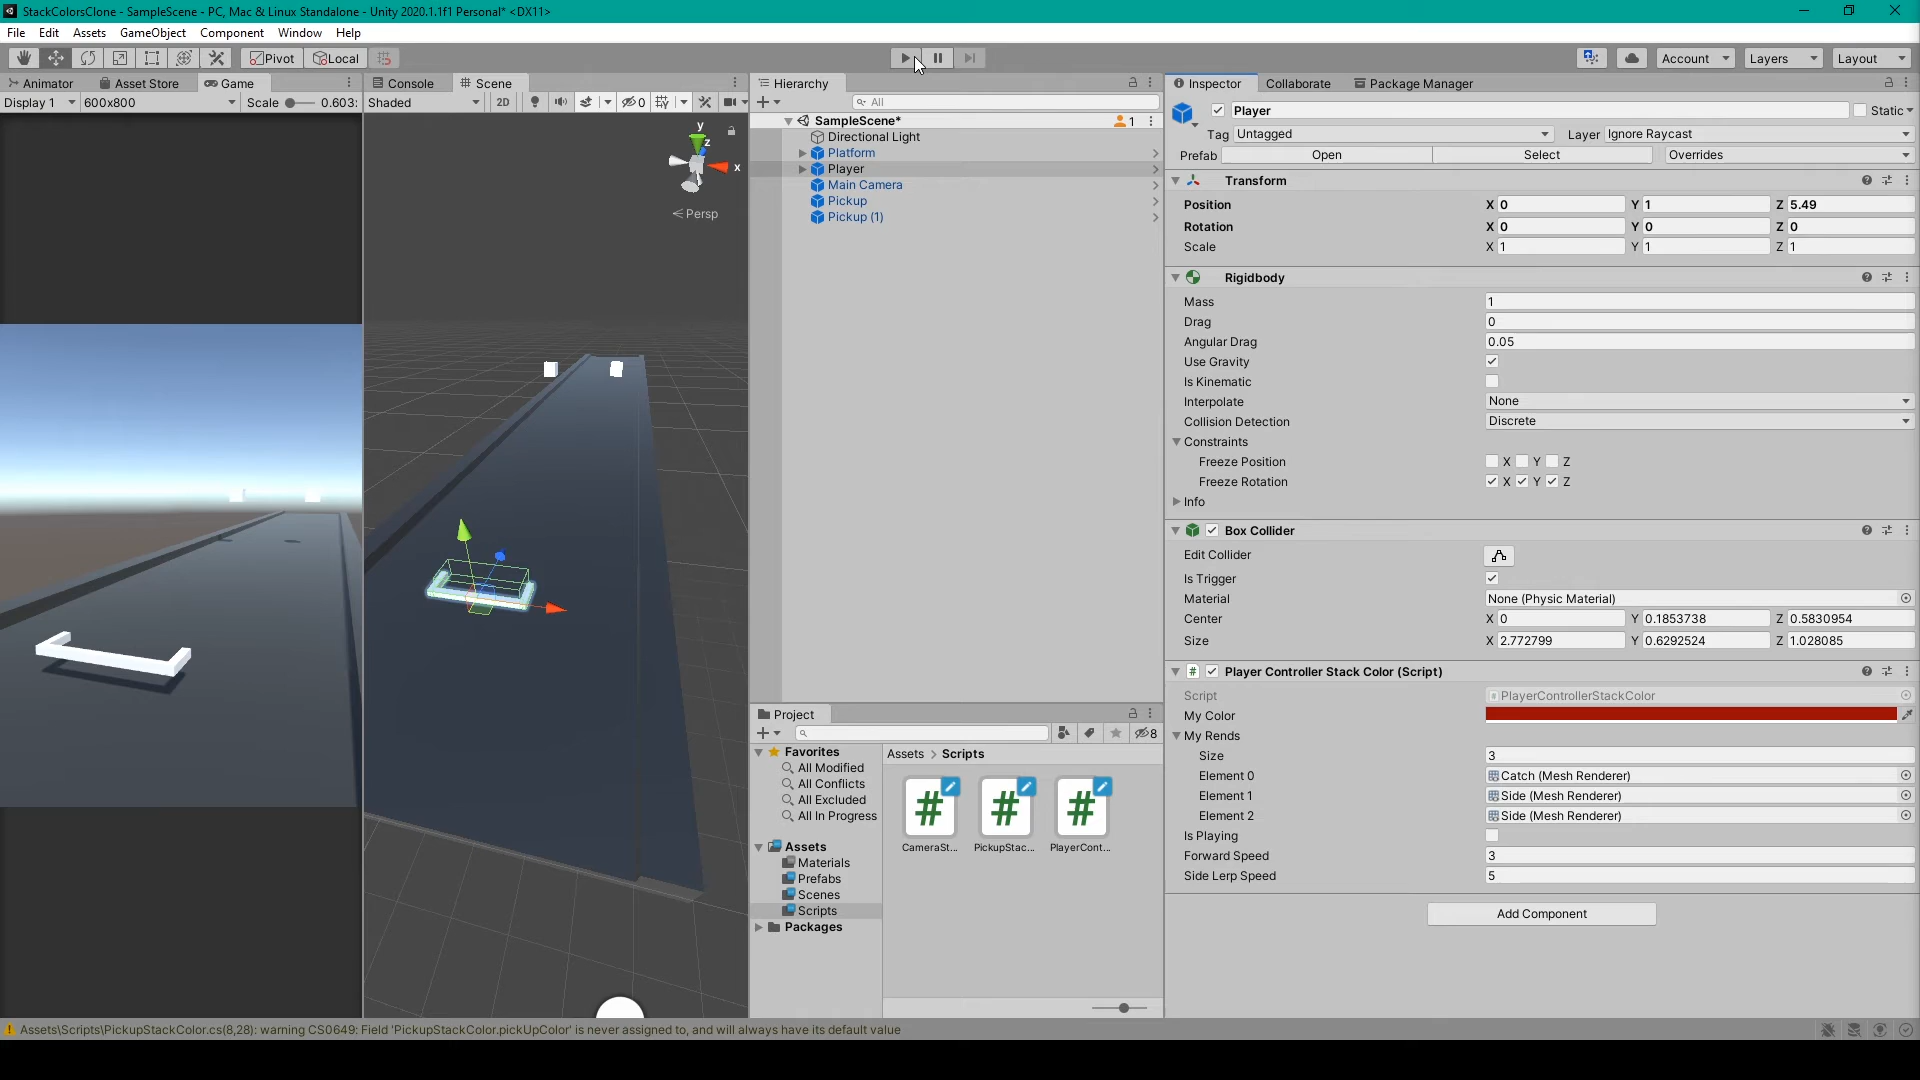 StackColorsClone - SampleScene - PC, Mac & Linux Standalone - Unity 2020.1.1f1 Personal* <DX11>
File Edit Assets GameObject Component Window Help
Pivot Local Account Layers Layout
Animator Asset Store Game
Display 1 600x800 Scale 0.603:
Console Scene
Shaded 2D 0
y
z
x
Persp
Hierarchy
All
SampleScene* 1
Directional Light
Platform
Player
Main Camera
Pickup
Pickup (1)
Project
8
Favorites
All Modified
All Conflicts
All Excluded
All In Progress
Assets
Materials
Prefabs
Scenes
Scripts
Packages
Assets > Scripts
CameraSt... PickupStac... PlayerCont...
Inspector Collaborate Package Manager
Player Static
Tag Untagged Layer Ignore Raycast
Prefab Open Select Overrides
Transform
Position X 0 Y 1 Z 5.49
Rotation X 0 Y 0 Z 0
Scale X 1 Y 1 Z 1
Rigidbody
Mass 1
Drag 0
Angular Drag 0.05
Use Gravity
Is Kinematic
Interpolate None
Collision Detection Discrete
Constraints
Freeze Position X Y Z
Freeze Rotation X Y Z
Info
Box Collider
Edit Collider
Is Trigger
Material None (Physic Material)
Center X 0 Y 0.1853738 Z 0.5830954
Size X 2.772799 Y 0.6292524 Z 1.028085
# Player Controller Stack Color (Script)
Script PlayerControllerStackColor
My Color
My Rends
Size 3
Element 0 Catch (Mesh Renderer)
Element 1 Side (Mesh Renderer)
Element 2 Side (Mesh Renderer)
Is Playing
Forward Speed 3
Side Lerp Speed 5
Add Component
Assets\Scripts\PickupStackColor.cs(8,28): warning CS0649: Field 'PickupStackColor.pickUpColor' is never assigned to, and will always have its default value